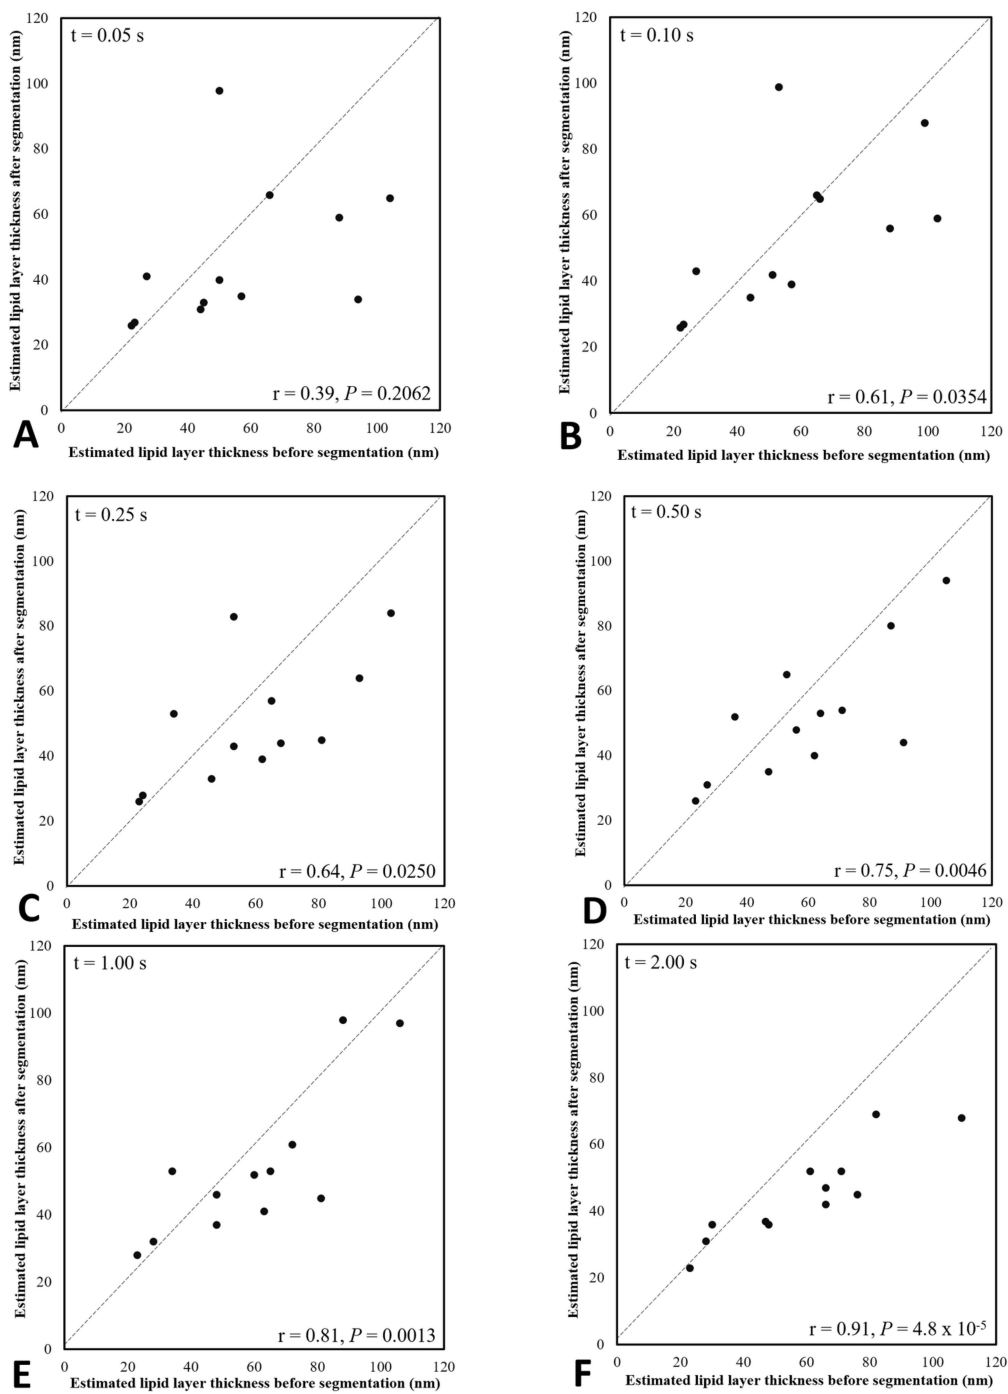 t = 0.05 s
Estimated lipid layer thickness after segmentation (nm)
120
100
80
60
40
20
0
r = 0.39, P = 0.2062
0 20 40 60 80 100 120
A
Estimated lipid layer thickness before segmentation (nm)
t = 0.10 s
Estimated lipid layer thickness after segmentation (nm)
120
100
80
60
40
20
0
r = 0.61, P = 0.0354
0 20 40 60 80 100 120
B
Estimated lipid layer thickness before segmentation (nm)
t = 0.25 s
Estimated lipid layer thickness after segmentation (nm)
120
100
80
60
40
20
0
r = 0.64, P = 0.0250
0 20 40 60 80 100 120
C
Estimated lipid layer thickness before segmentation (nm)
t = 0.50 s
Estimated lipid layer thickness after segmentation (nm)
120
100
80
60
40
20
0
r = 0.75, P = 0.0046
0 20 40 60 80 100 120
D
Estimated lipid layer thickness before segmentation (nm)
t = 1.00 s
Estimated lipid layer thickness after segmentation (nm)
120
100
80
60
40
20
0
r = 0.81, P = 0.0013
0 20 40 60 80 100 120
E
Estimated lipid layer thickness before segmentation (nm)
t = 2.00 s
Estimated lipid layer thickness after segmentation (nm)
120
100
80
60
40
20
0
r = 0.91, P = 4.8 x 10⁻⁵
0 20 40 60 80 100 120
F
Estimated lipid layer thickness before segmentation (nm)